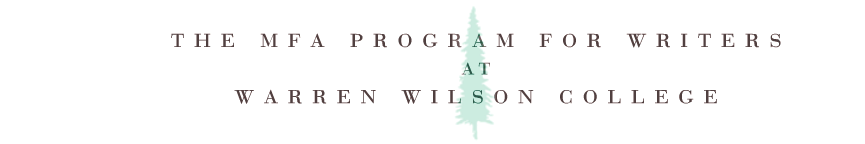 THE MFA PROGRAM FOR WRITERS
AT
WARREN WILSON COLLEGE